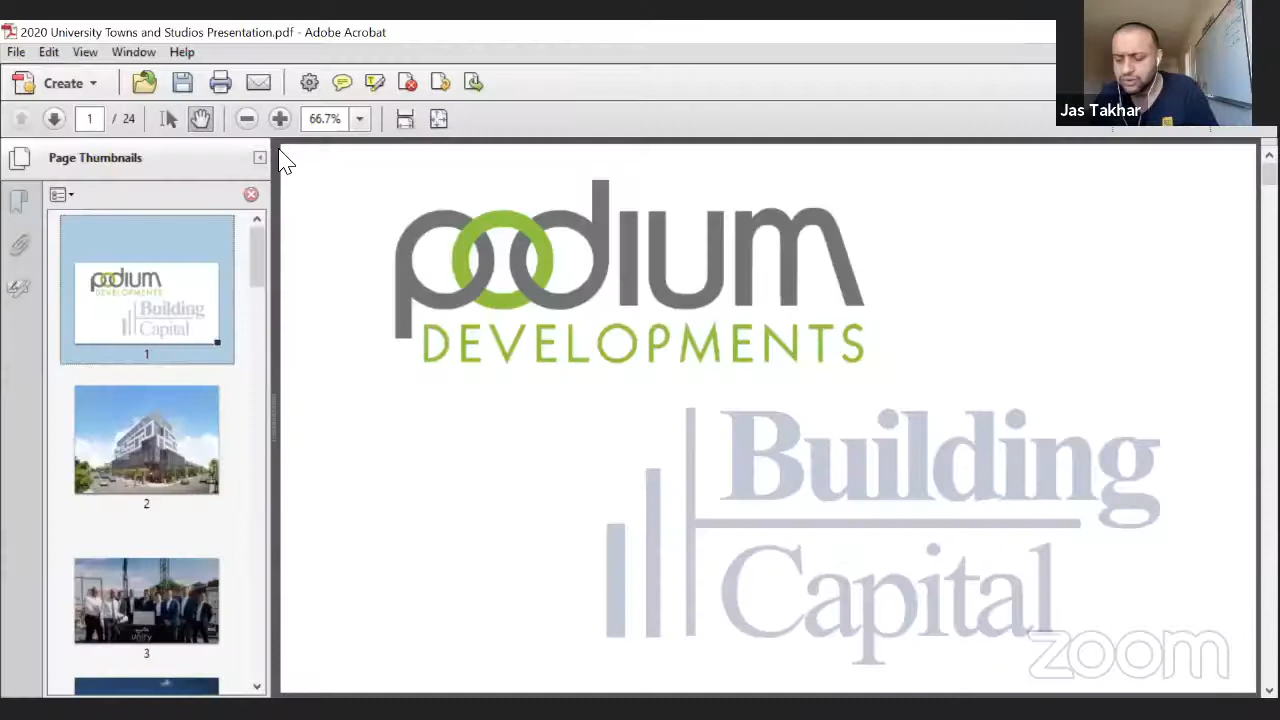 2020 University Towns and Studios Presentation.pdf - Adobe Acrobat
File Edit View Window Help
Create
1 / 24 66.7%
Jas Takhar
Page Thumbnails
podium
DEVELOPMENTS
Building
Capital
1
2
unity
3
podium
DEVELOPMENTS
Building
Capital
zoom